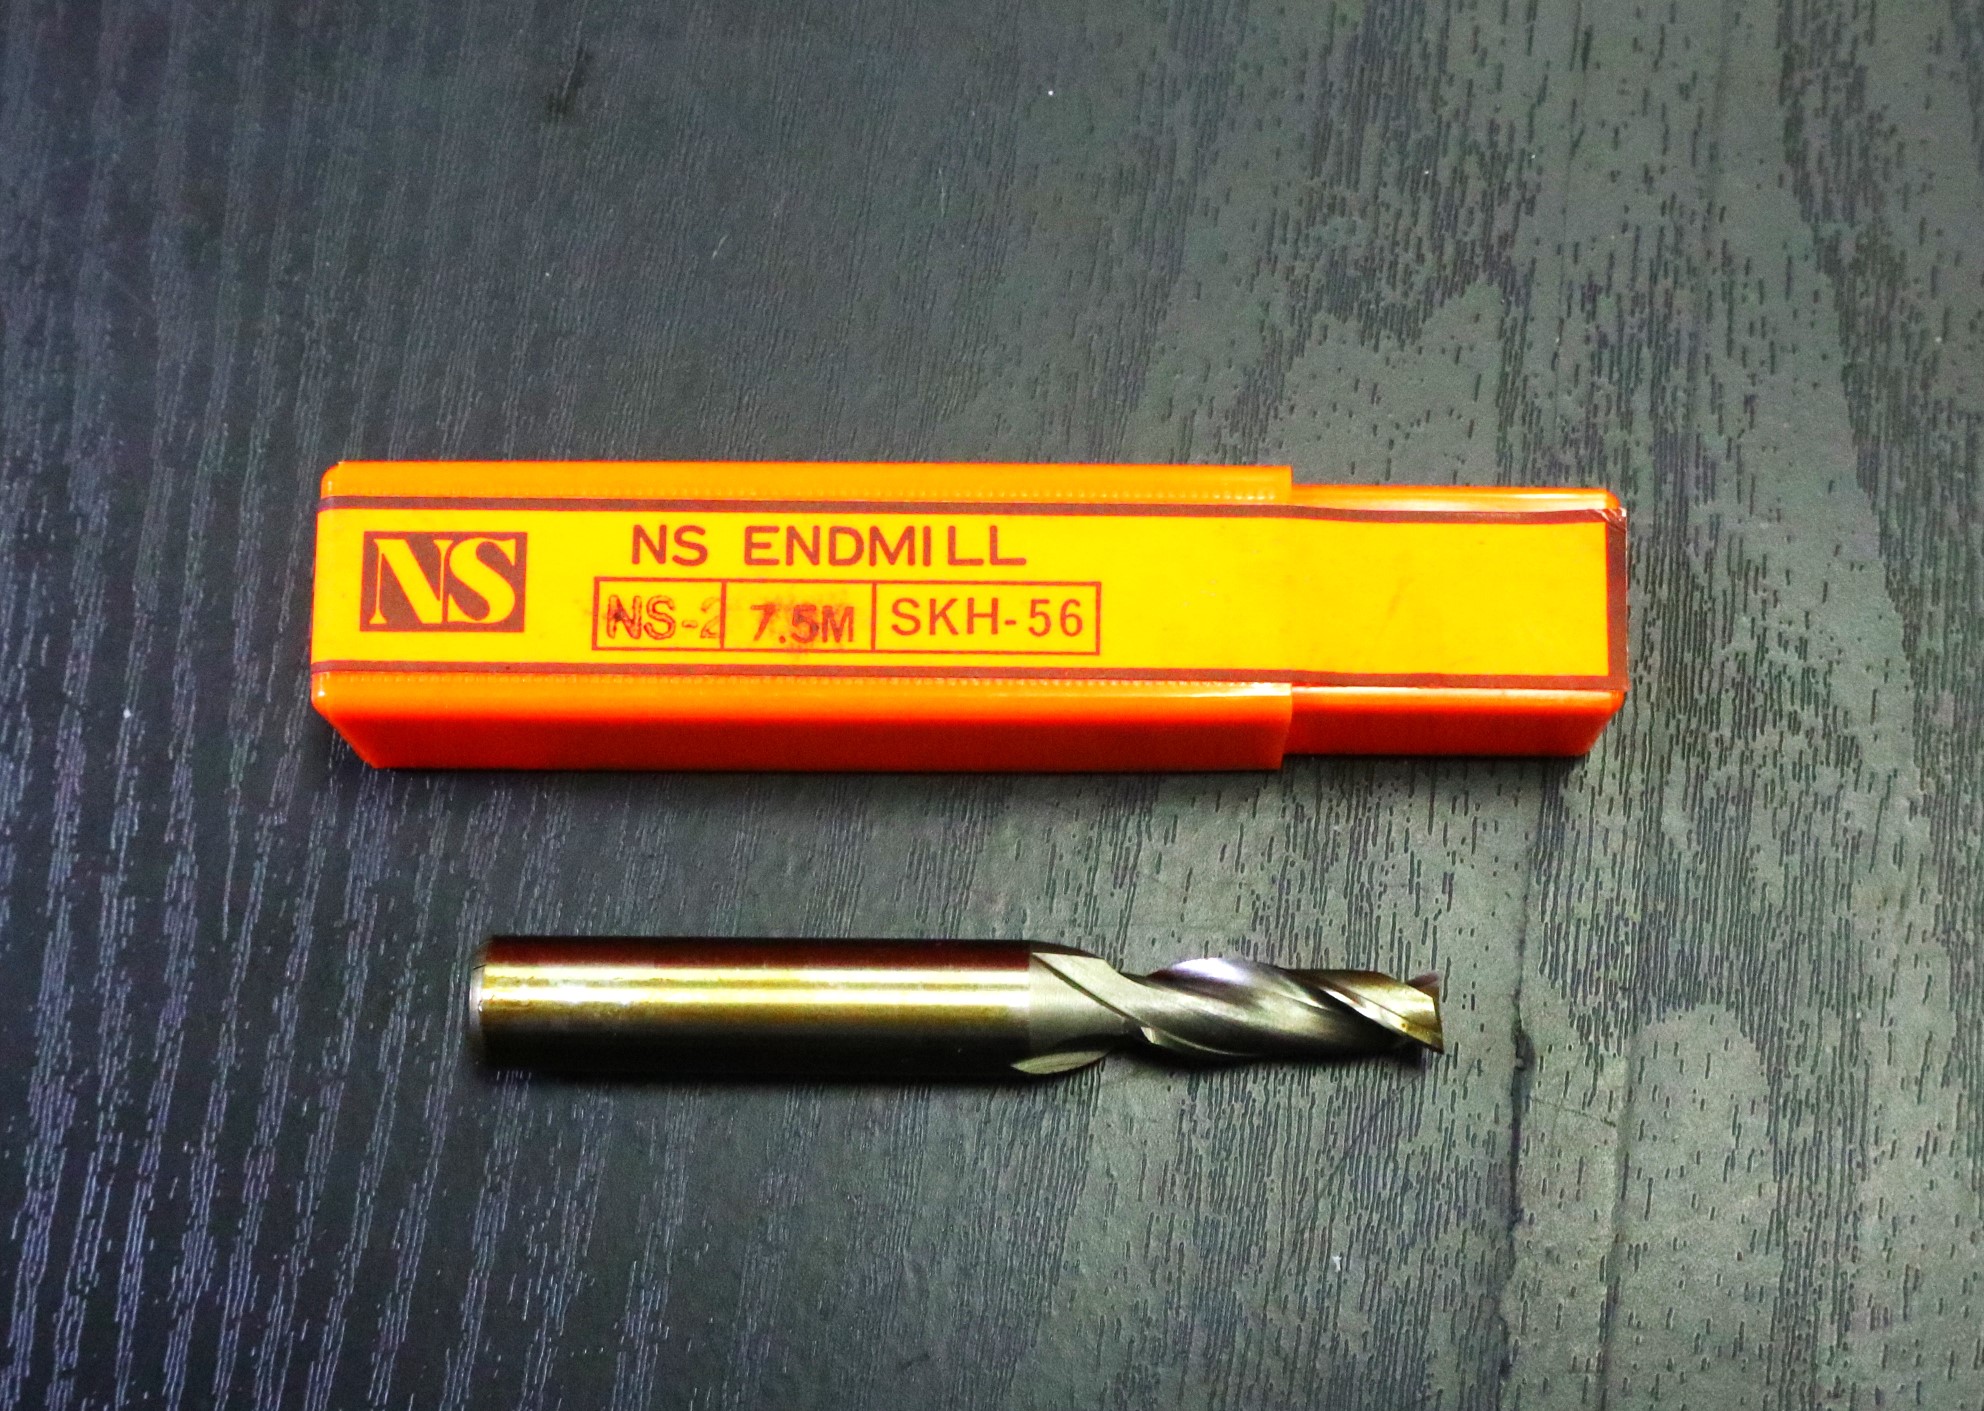 NS
NS ENDMILL
NS-2 7.5M SKH-56